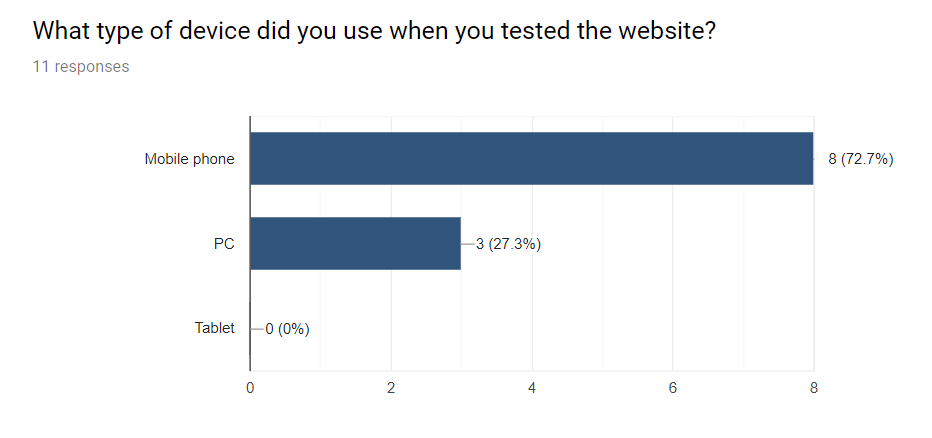 What type of device did you use when you tested the website?
11 responses
Mobile phone
8 (72.7%)
PC
3 (27.3%)
Tablet
0 (0%)
0 2 4 6 8